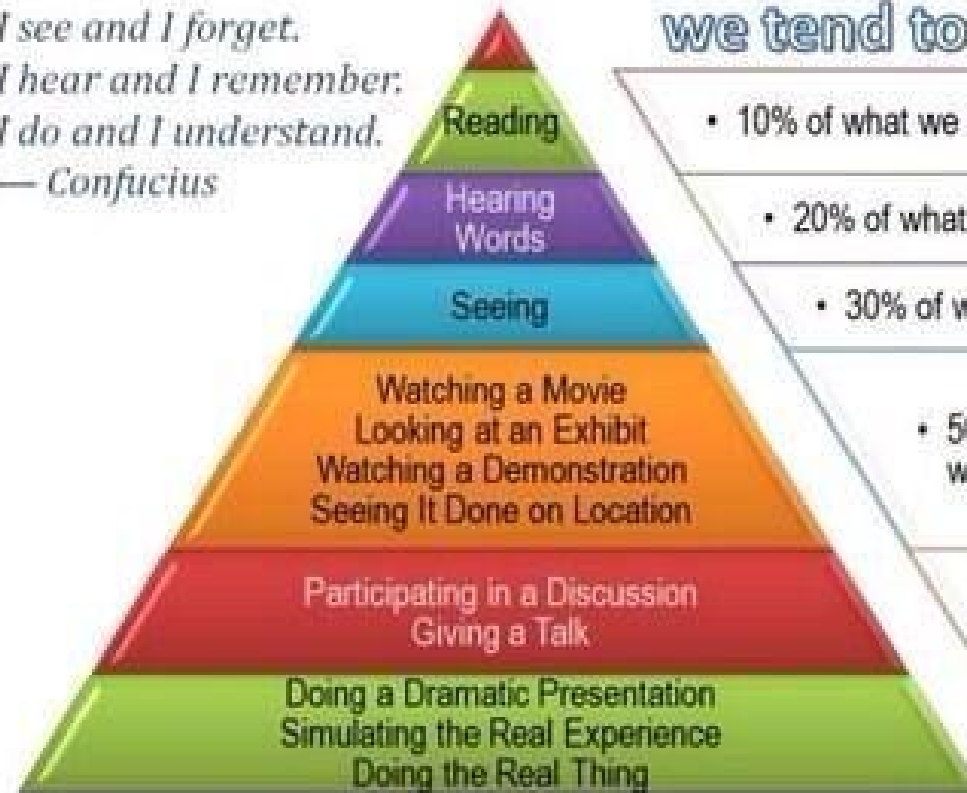 I see and I forget.
I hear and I remember.
I do and I understand.
— Confucius
we tend to
Reading
• 10% of what we
Hearing
Words
• 20% of what
Seeing
• 30% of w
Watching a Movie
Looking at an Exhibit
Watching a Demonstration
Seeing It Done on Location
• 5
w
Participating in a Discussion
Giving a Talk
Doing a Dramatic Presentation
Simulating the Real Experience
Doing the Real Thing